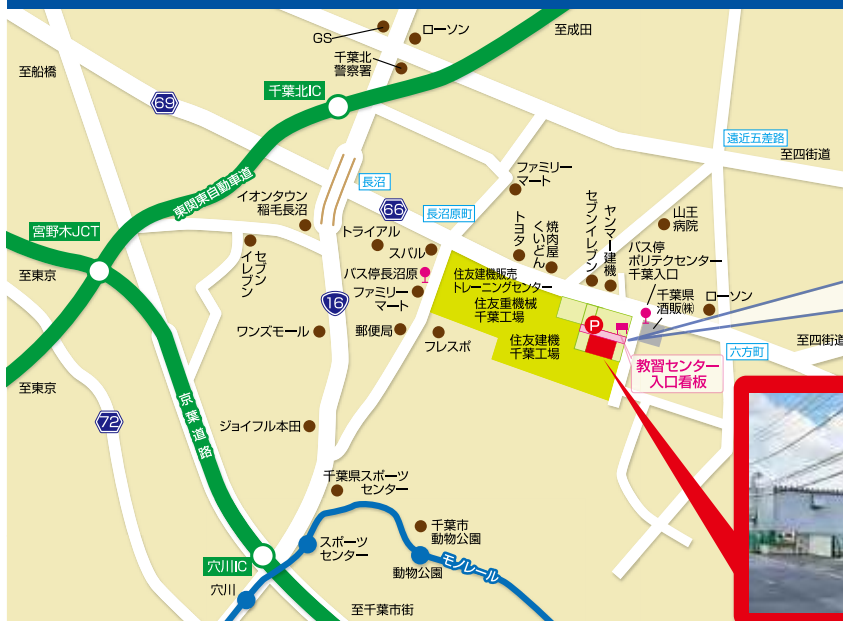 GS
ローソン
至成田
千葉北
警察署
至船橋
千葉北IC
69
遠近五差路
至四街道
東関東自動車道
長沼
ファミリー
マート
イオンタウン
稲毛長沼
66
長沼原町
トヨタ
焼肉屋
くいどん
セブンイレブン
ヤンマー建機
山王
病院
宮野木JCT
トライアル
スバル
バス停
ポリテクセンター
千葉入口
セブン
イレブン
至東京
バス停長沼原
住友建機販売
トレーニングセンター
ファミリー
マート
住友重機械
千葉工場
千葉県
酒販㈱
ローソン
16
P
ワンズモール
郵便局
フレスポ
住友建機
千葉工場
至四街道
六方町
教習センター
入口看板
至東京
京葉道路
72
ジョイフル本田
千葉県スポーツ
センター
千葉市
動物公園
スポーツ
センター
穴川IC
動物公園
モノレール
穴川
至千葉市街